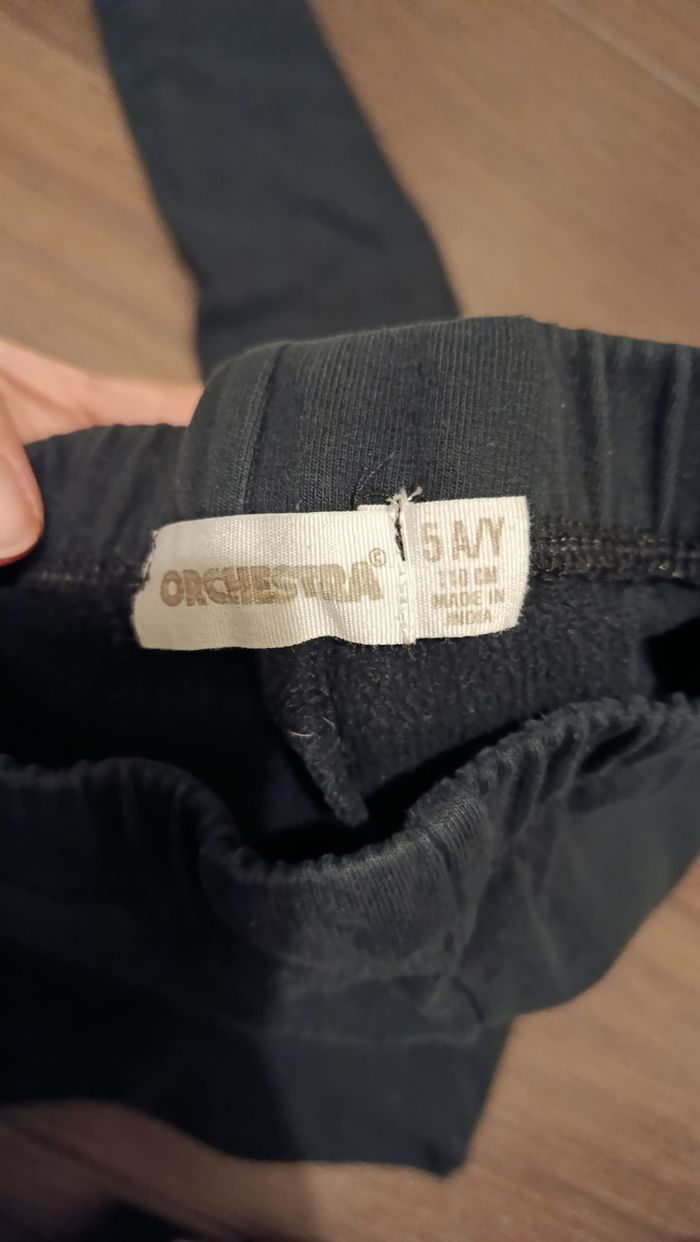 ORCHESTRA©
5 A/Y
110 CM
MADE IN
INDIA